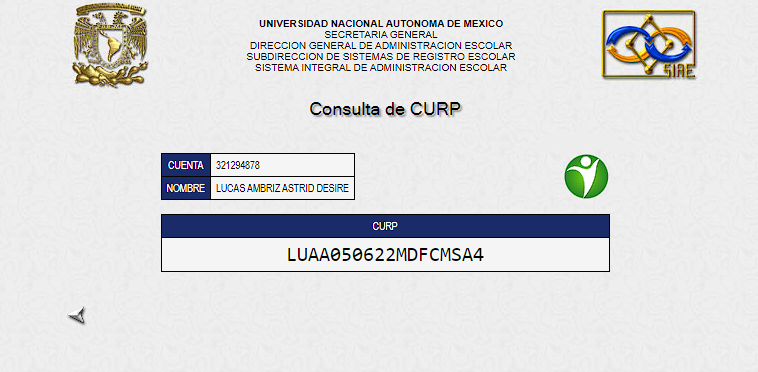 UNIVERSIDAD NACIONAL AUTONOMA DE MEXICO
SECRETARIA GENERAL
DIRECCION GENERAL DE ADMINISTRACION ESCOLAR
SUBDIRECCION DE SISTEMAS DE REGISTRO ESCOLAR
SISTEMA INTEGRAL DE ADMINISTRACION ESCOLAR
SIAE
Consulta de CURP
CUENTA 321294878
NOMBRE LUCAS AMBRIZ ASTRID DESIRE
CURP
LUAA050622MDFCMSA4